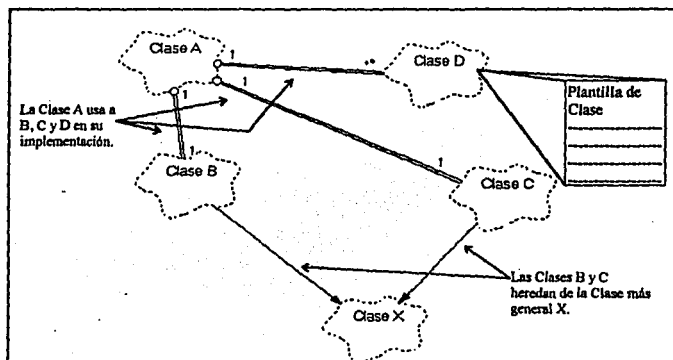 Clase A
1
Clase D
1
1
Plantilla de
Clase
La Clase A usa a
B, C y D en su
implementación.
1
Clase B
1
Clase C
Las Clases B y C
heredan de la Clase más
general X.
Clase X